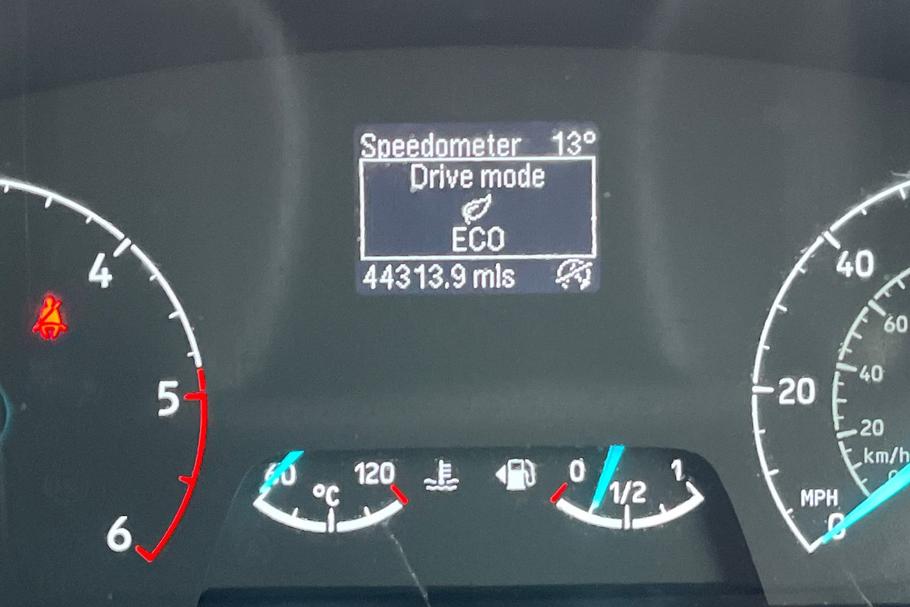 Speedometer 13°
Drive mode
ECO
44313.9 mls
4
5
6
60 120
°C
0 1/2 1
40
20
MPH
0
60
40
20
km/h